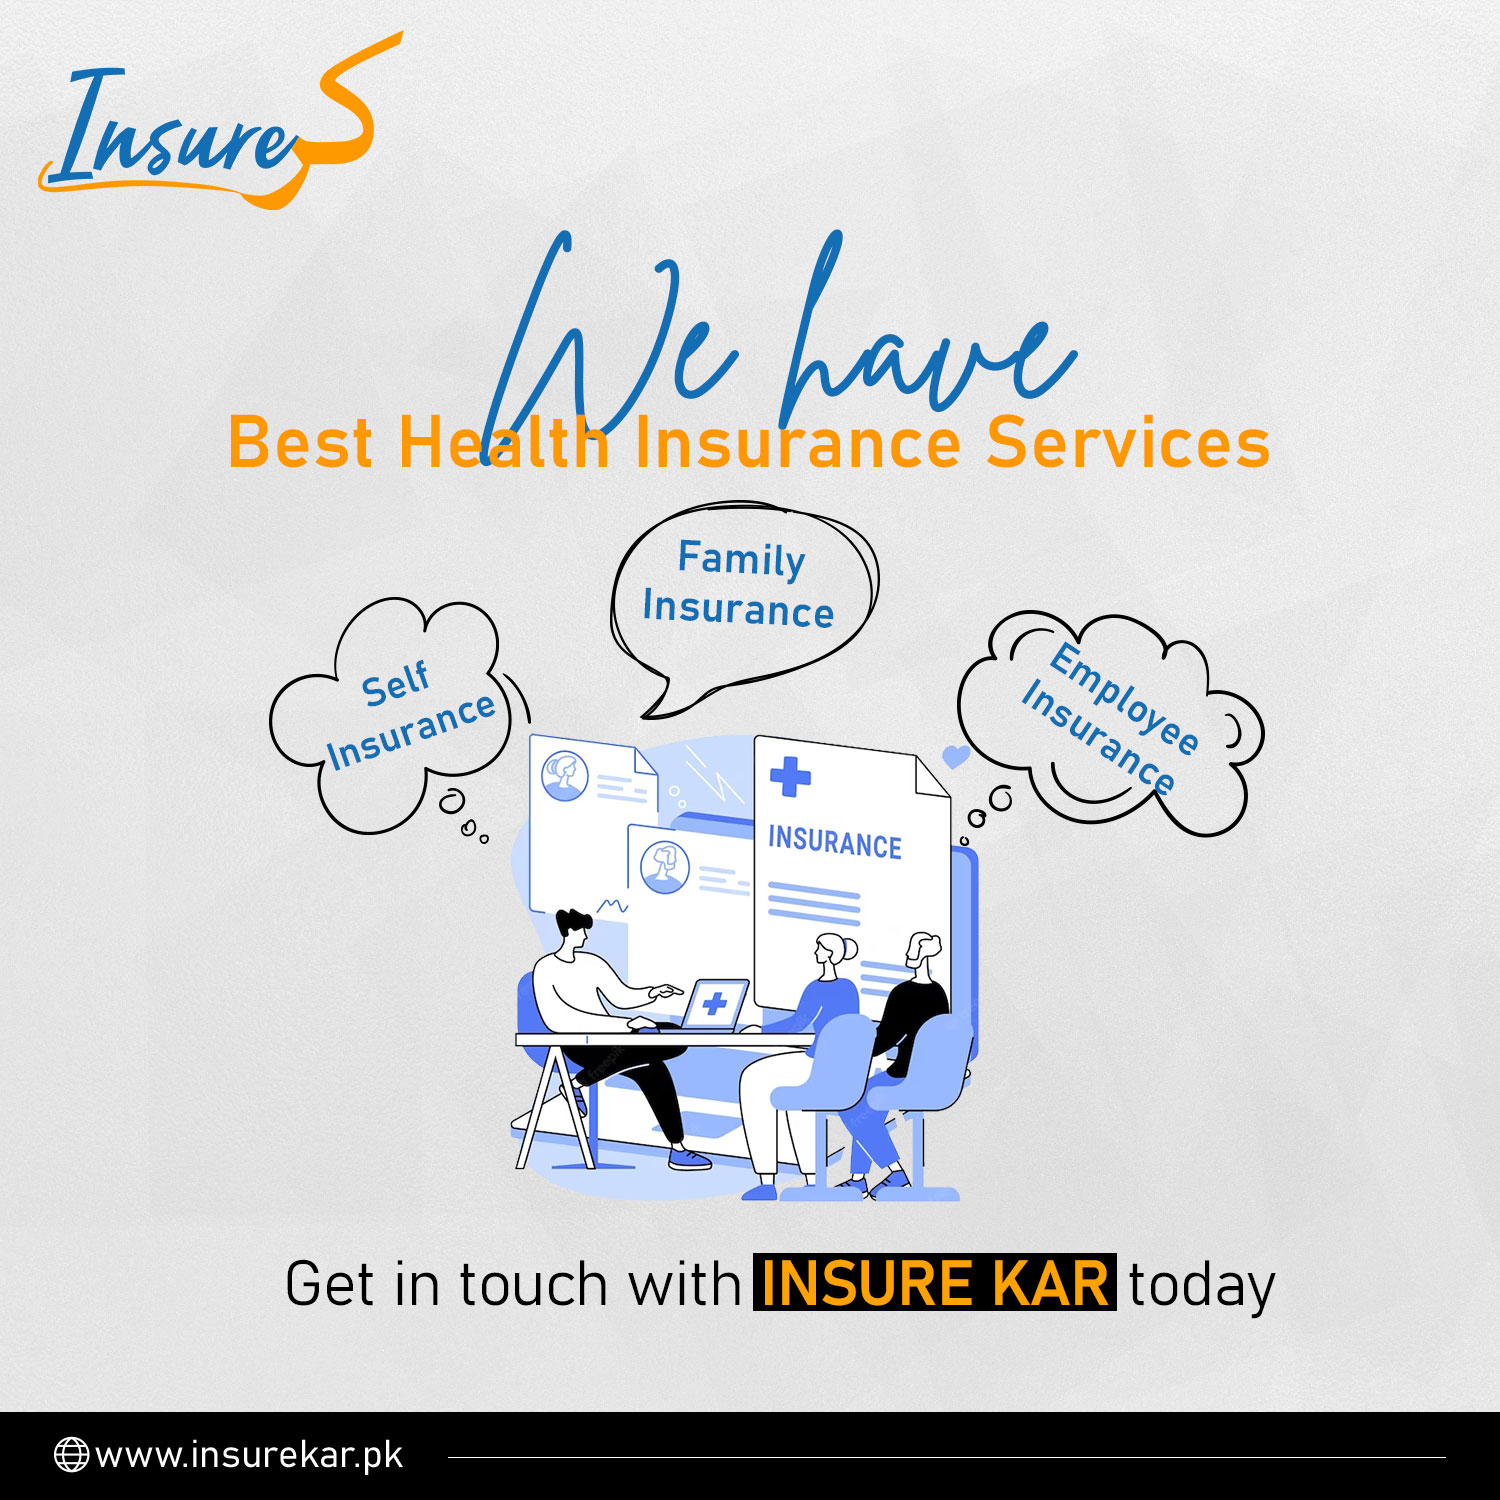 Insure کر
We have
Best Health Insurance Services
Family
Insurance
Self
Insurance
Employee
Insurance
INSURANCE
Get in touch with INSURE KAR today
www.insurekar.pk